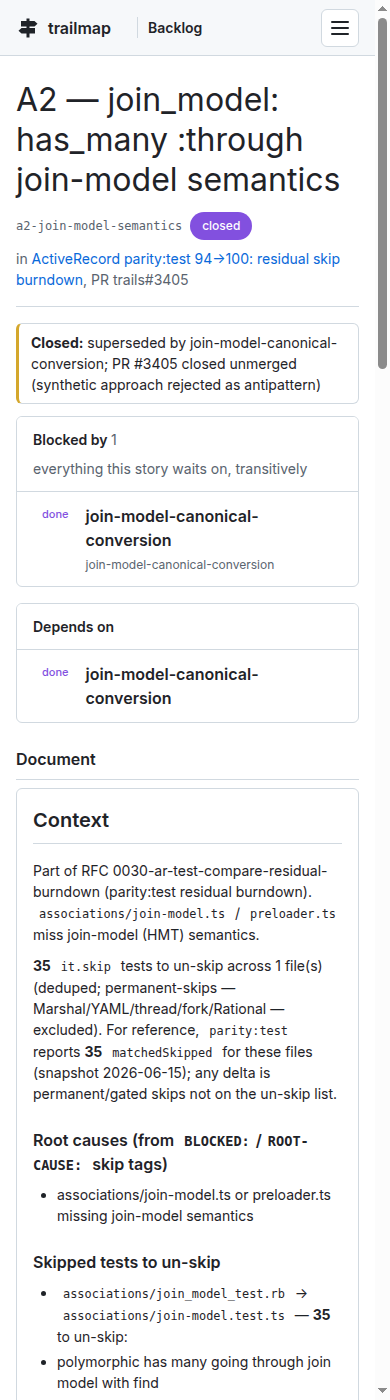 trailmap
Backlog
A2 — join_model:
has_many :through
join-model semantics
a2-join-model-semantics closed
in ActiveRecord parity:test 94→100: residual skip
burndown, PR trails#3405
Closed: superseded by join-model-canonical-
conversion; PR #3405 closed unmerged
(synthetic approach rejected as antipattern)
Blocked by 1
everything this story waits on, transitively
done join-model-canonical-
conversion
join-model-canonical-conversion
Depends on
done join-model-canonical-
conversion
Document
Context
Part of RFC 0030-ar-test-compare-residual-
burndown (parity:test residual burndown).
associations/join-model.ts / preloader.ts
miss join-model (HMT) semantics.
35 it.skip tests to un-skip across 1 file(s)
(deduped; permanent-skips —
Marshal/YAML/thread/fork/Rational —
excluded). For reference, parity:test
reports 35 matchedSkipped for these files
(snapshot 2026-06-15); any delta is
permanent/gated skips not on the un-skip list.
Root causes (from BLOCKED: / ROOT-
CAUSE: skip tags)
• associations/join-model.ts or preloader.ts
missing join-model semantics
Skipped tests to un-skip
• associations/join_model_test.rb →
associations/join-model.test.ts — 35
to un-skip:
• polymorphic has many going through join
model with find